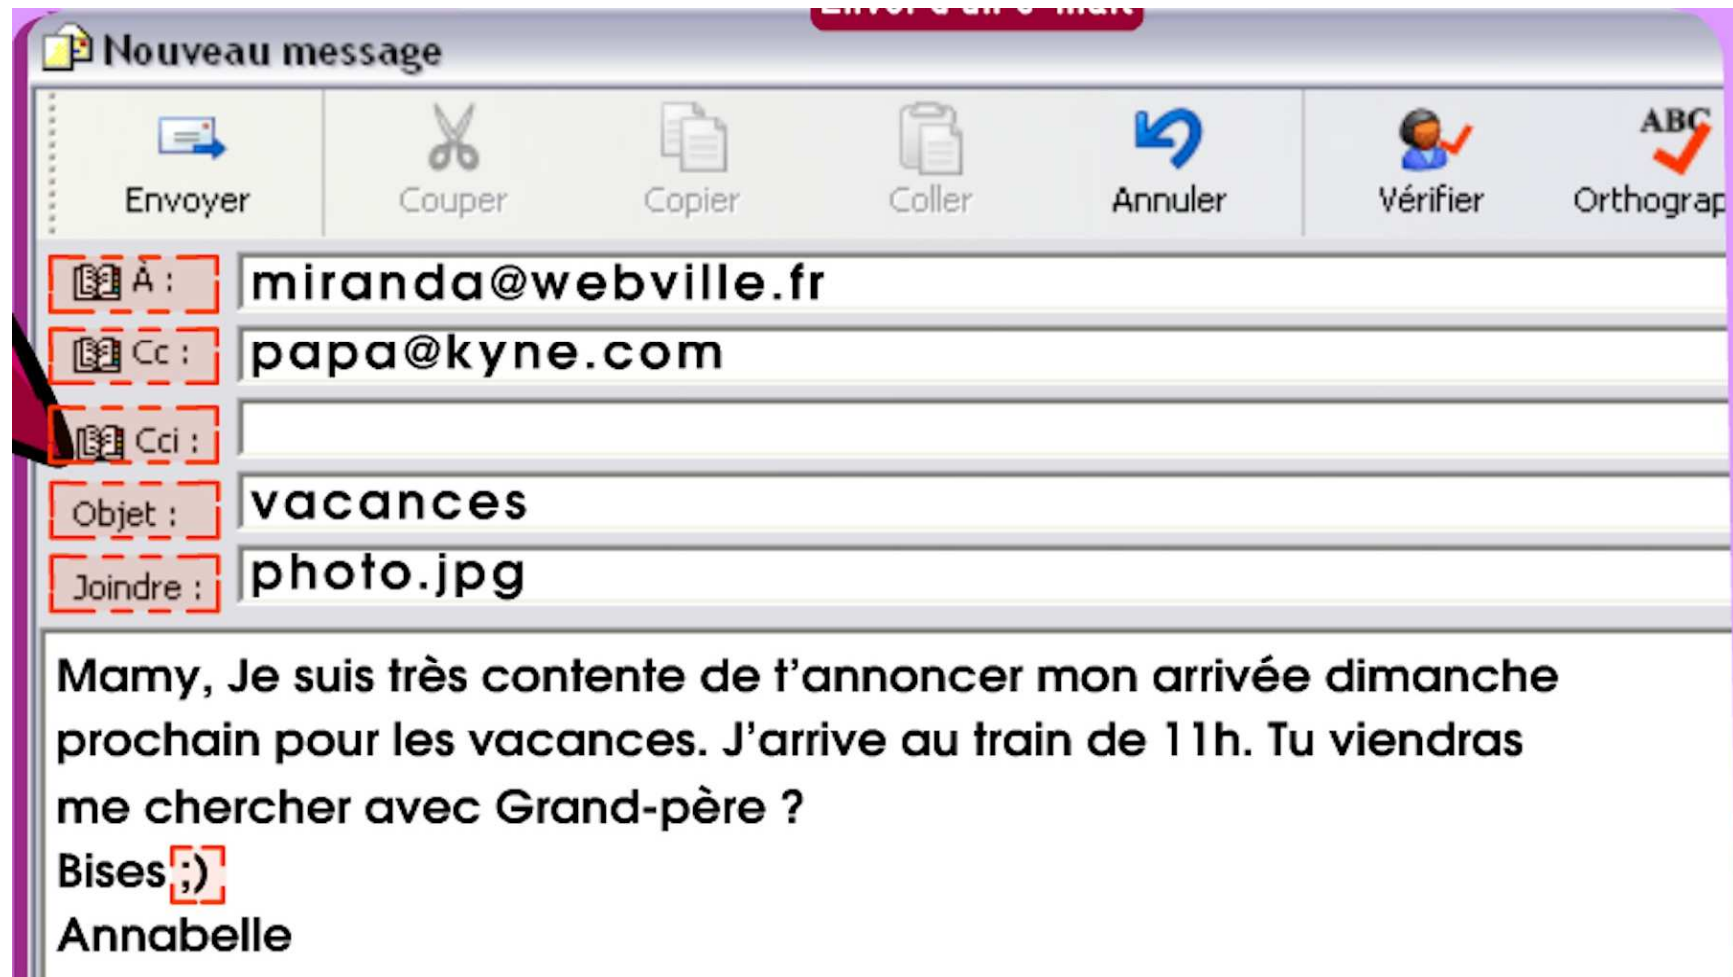 Nouveau message
Envoyer Couper Copier Coller Annuler Vérifier
ABC
À : miranda@webville.fr
Cc : papa@kyne.com
Cci :
Objet : vacances
Joindre : photo.jpg
Mamy, Je suis très contente de t'annoncer mon arrivée dimanche
prochain pour les vacances. J'arrive au train de 11h. Tu viendras
me chercher avec Grand-père ?
Bises ;)
Annabelle